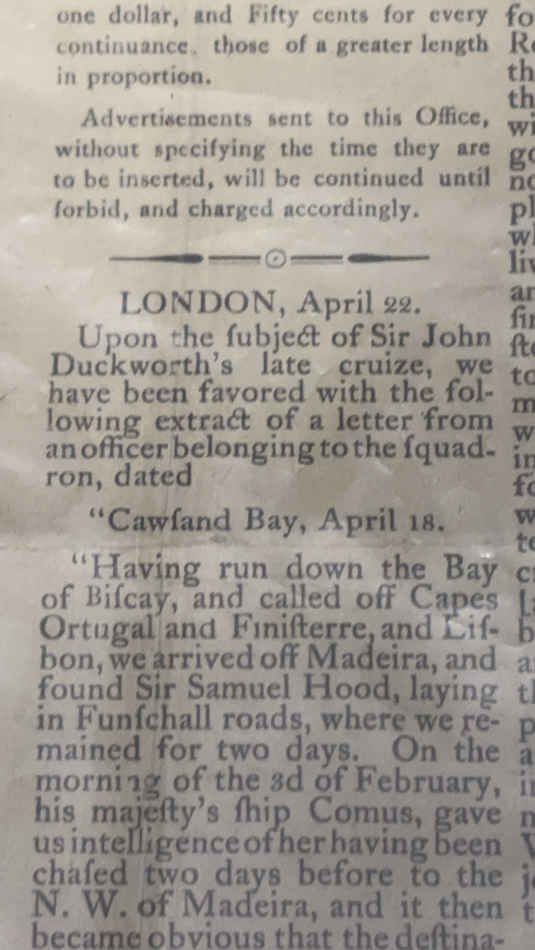 one dollar, and Fifty cents for every
continuance. those of a greater length
in proportion.
Advertisements sent to this Office,
without specifying the time they are
to be inserted, will be continued until
forbid, and charged accordingly.
LONDON, April 22.
Upon the ſubject of Sir John
Duckworth's late cruize, we
have been favored with the fol-
lowing extract of a letter from
an officer belonging to the ſquad-
ron, dated
"Cawſand Bay, April 18.
"Having run down the Bay
of Biſcay, and called off Capes
Ortugal and Finiſterre, and Liſ-
bon, we arrived off Madeira, and
found Sir Samuel Hood, laying
in Funſchall roads, where we re-
mained for two days. On the
morning of the 3d of February,
his majeſty's ſhip Comus, gave
us intelligence of her having been
chaſed two days before to the
N. W. of Madeira, and it then
became obvious that the deſtina-